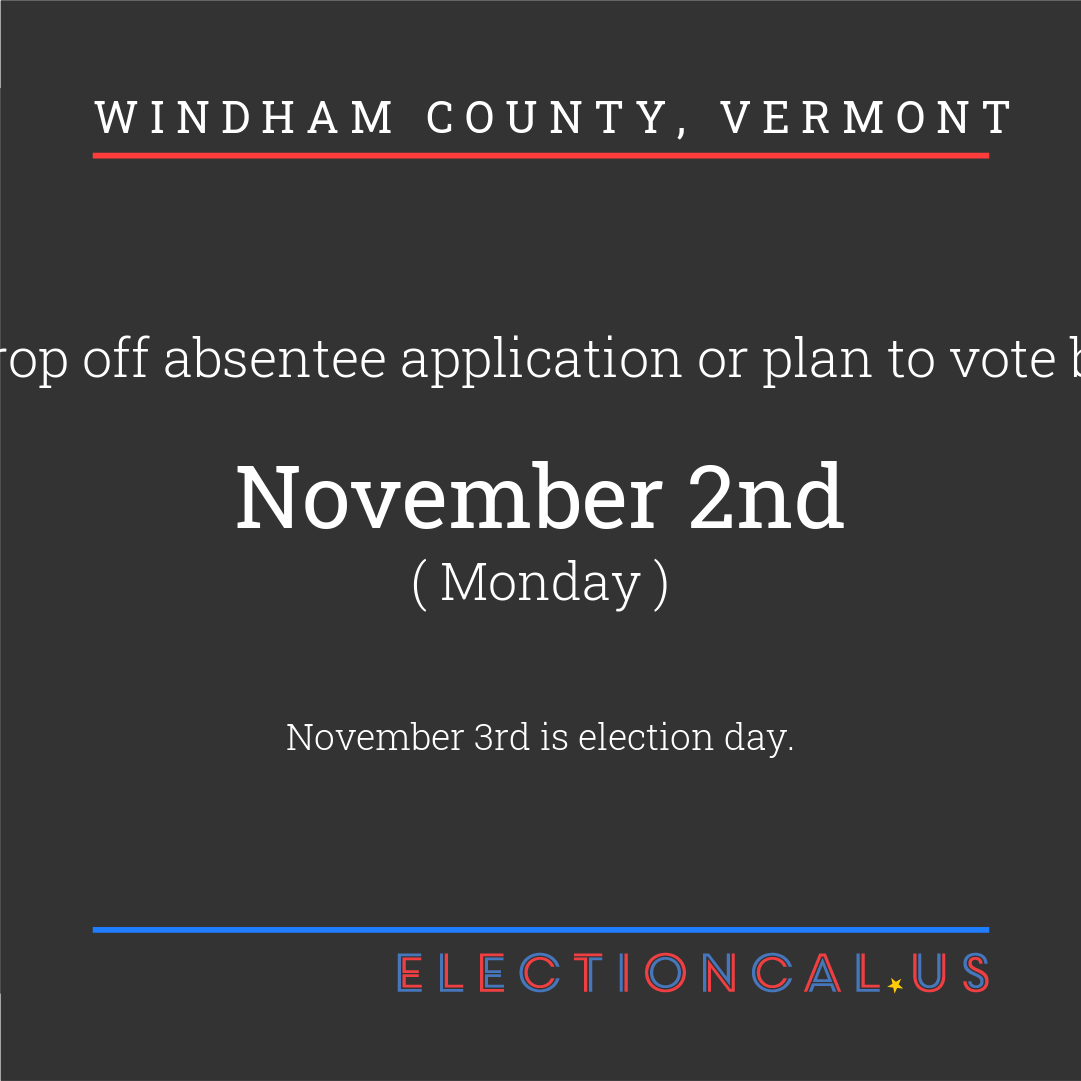 WINDHAM COUNTY, VERMONT
rop off absentee application or plan to vote b
November 2nd
( Monday )
November 3rd is election day.
ELECTIONCAL.US